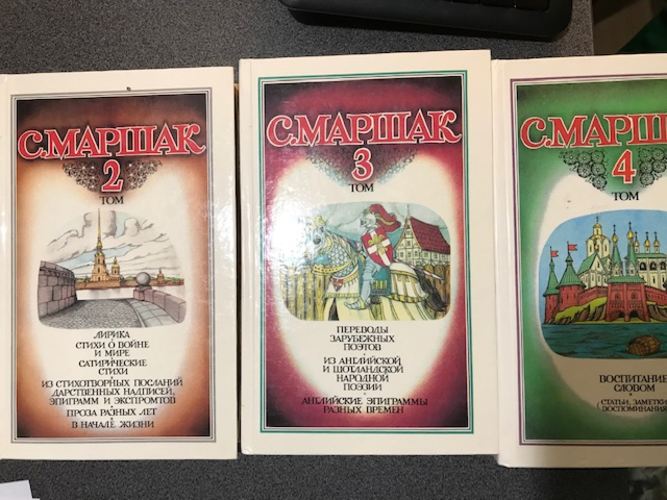 С.МАРШАК
2
ТОМ
ЛИРИКА
СТИХИ О ВОЙНЕ
И МИРЕ
САТИРИЧЕСКИЕ
СТИХИ
ИЗ СТИХОТВОРНЫХ ПОСЛАНИЙ
ДАРСТВЕННЫХ НАДПИСЕЙ,
ЭПИГРАММ И ЭКСПРОМТОВ
ПРОЗА РАЗНЫХ ЛЕТ
В НАЧАЛЕ ЖИЗНИ
С.МАРШАК
3
ТОМ
ПЕРЕВОДЫ
ЗАРУБЕЖНЫХ
ПОЭТОВ
ИЗ АНГЛИЙСКОЙ
И ШОТЛАНДСКОЙ
НАРОДНОЙ
ПОЭЗИИ
АНГЛИЙСКИЕ ЭПИГРАММЫ
РАЗНЫХ ВРЕМЕН
С.МАРШ
4
ТОМ
ВОСПИТАНИЕ
СЛОВОМ
СТАТЬИ, ЗАМЕТКИ
ВОСПОМИНАНИЯ